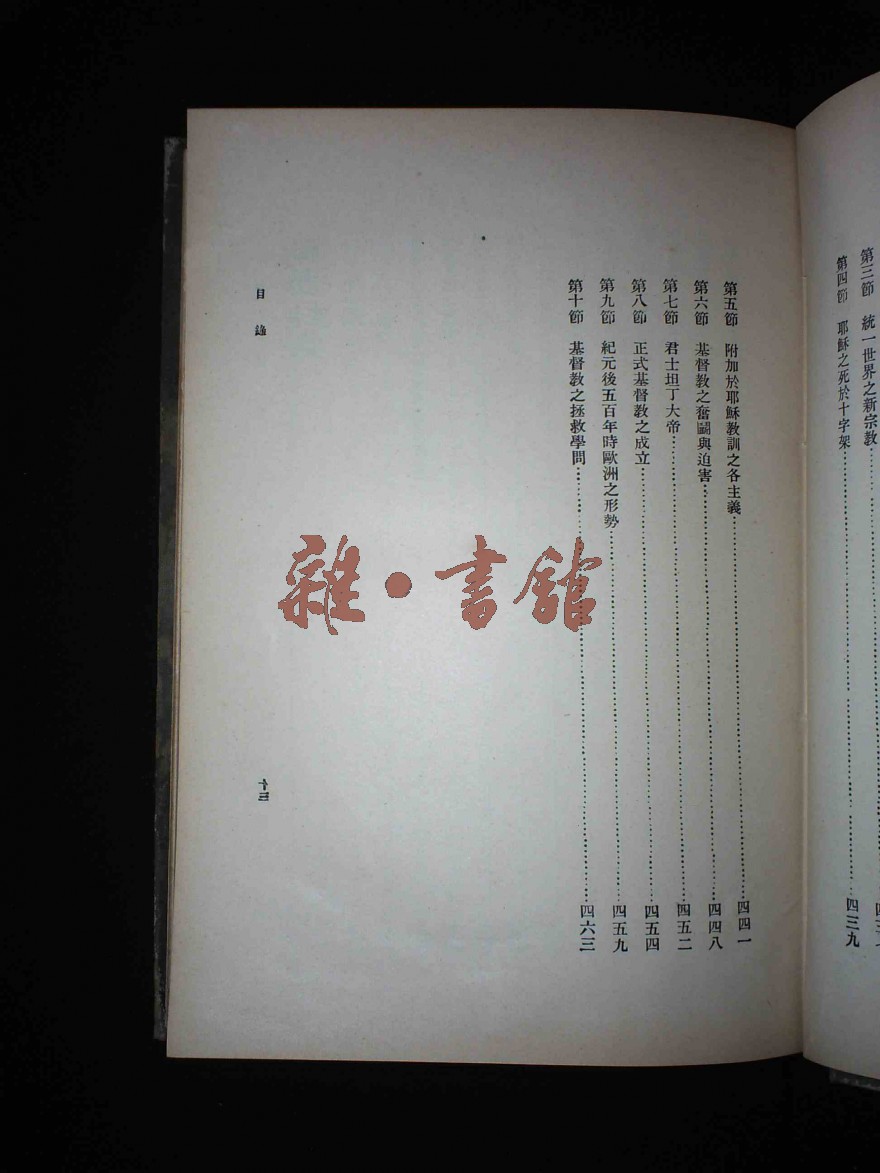 第三節 統一世界之新宗教
第四節 耶穌之死於十字架 四三九
第五節 附加於耶穌教訓之各主義 四四一
第六節 基督教之奮鬪與迫害 四四八
第七節 君士坦丁大帝 四五二
第八節 正式基督教之成立 四五四
第九節 紀元後五百年時歐洲之形勢 四五九
第十節 基督教之拯救學問 四六三
目錄
十三
雜·書館